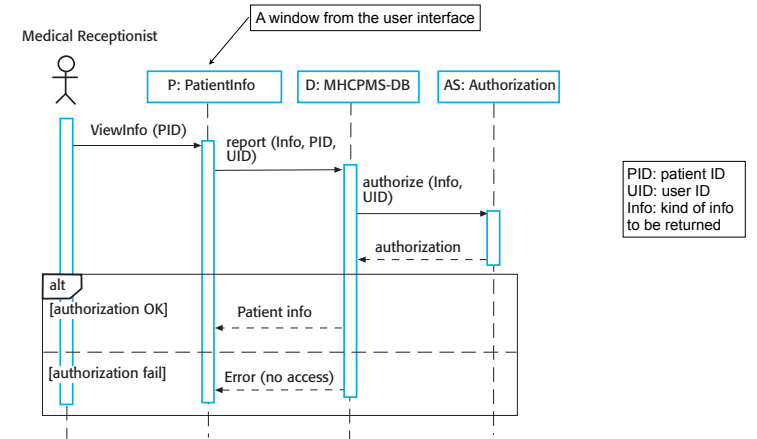 A window from the user interface
Medical Receptionist
P: PatientInfo
D: MHCPMS-DB
AS: Authorization
ViewInfo (PID)
report (Info, PID,
UID)
authorize (Info,
UID)
PID: patient ID
UID: user ID
Info: kind of info
to be returned
authorization
alt
[authorization OK]
Patient info
[authorization fail]
Error (no access)